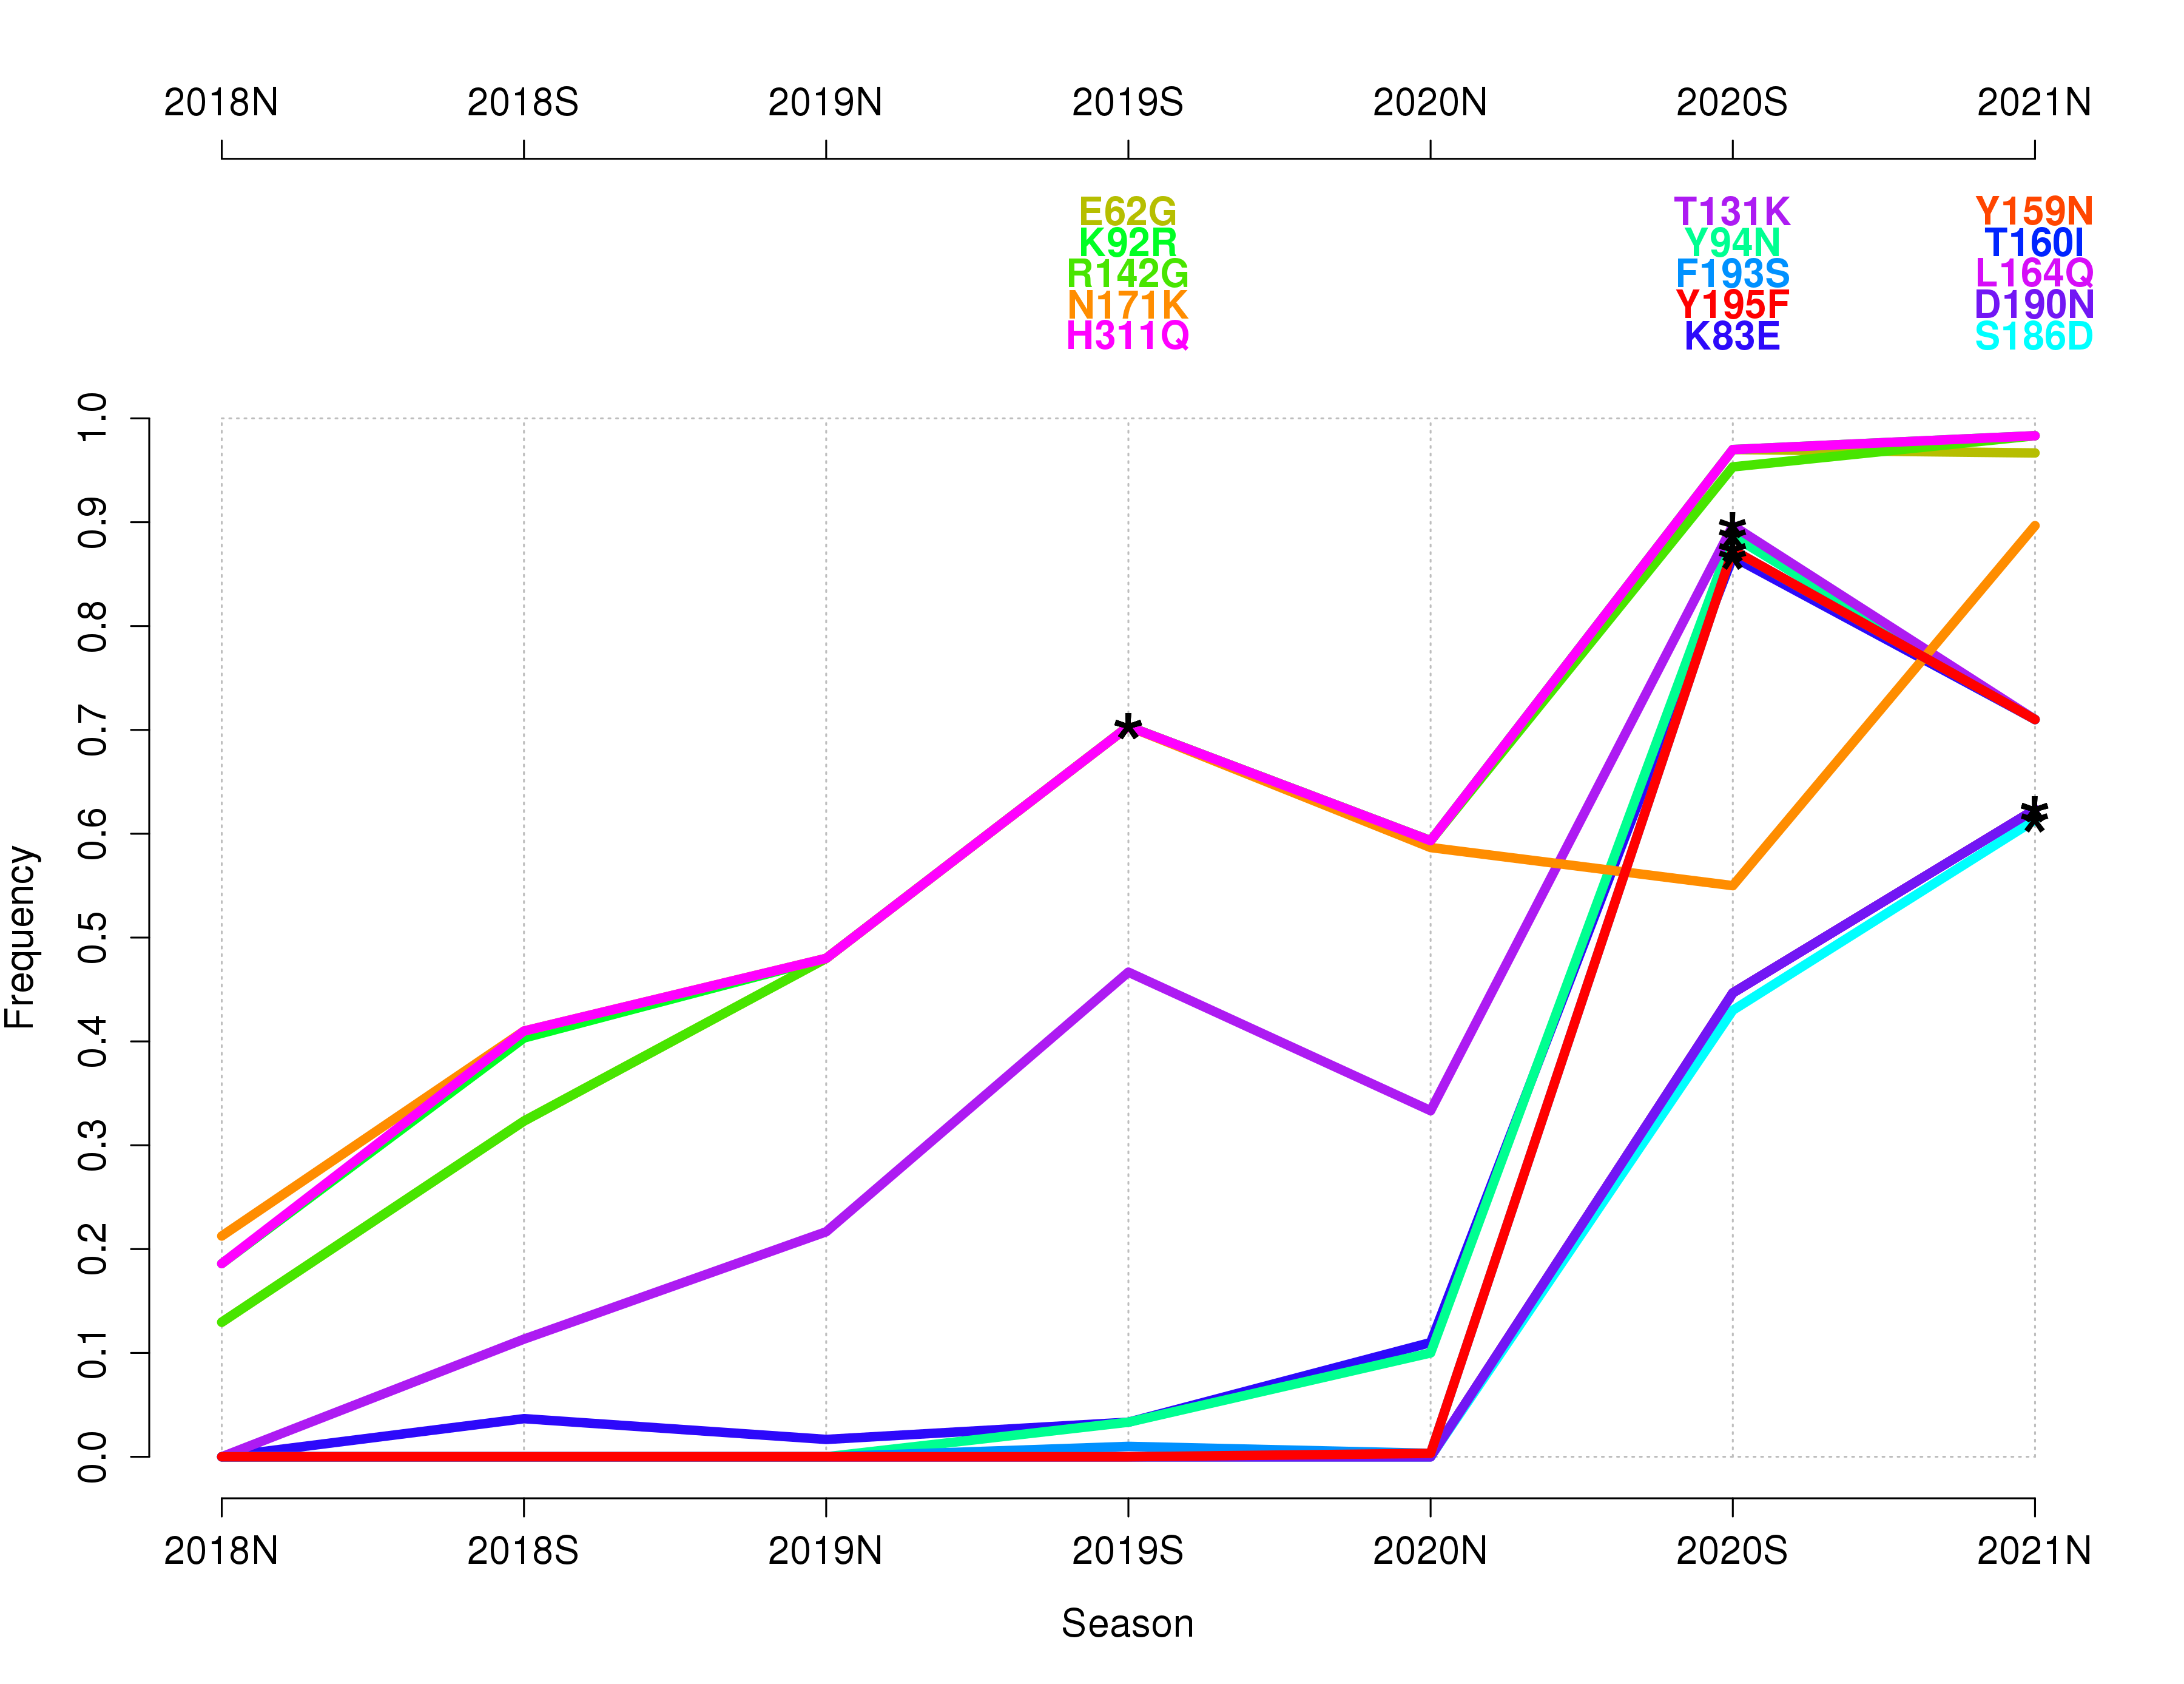 2018N 2018S 2019N 2019S 2020N 2020S 2021N
E62G T131K Y159N
K92R Y94N T160I
R142G F193S L164Q
N171K Y195F D190N
H311Q K83E S186D
1.0
0.9
0.8
0.7
0.6
0.5
0.4
0.3
0.2
0.1
0.0
Frequency
2018N 2018S 2019N 2019S 2020N 2020S 2021N
Season